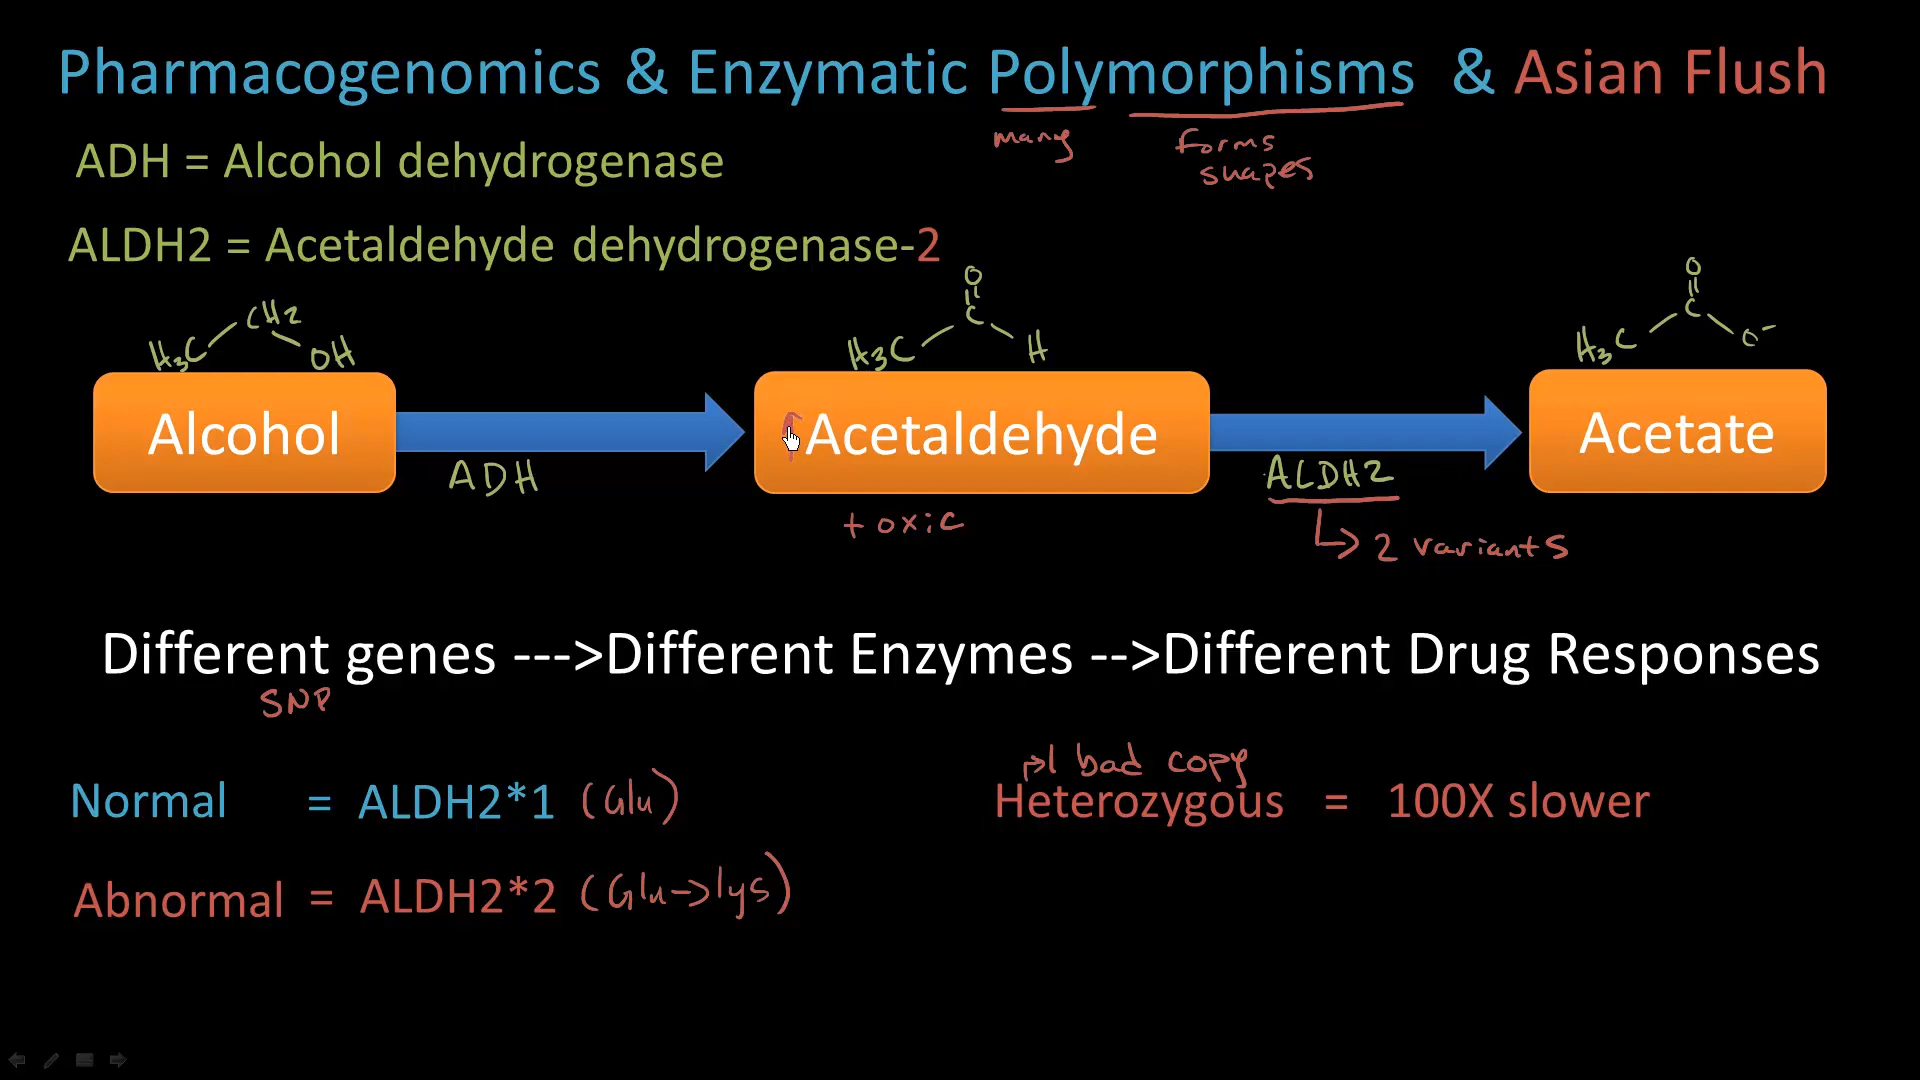 Pharmacogenomics & Enzymatic Polymorphisms & Asian Flush
many forms
shapes
ADH = Alcohol dehydrogenase
ALDH2 = Acetaldehyde dehydrogenase-2
H3C CH2 OH
H3C C O H
H3C C O O-
Alcohol
ADH
↑ Acetaldehyde
toxic
ALDH2
↳ 2 variants
Acetate
Different genes --->Different Enzymes -->Different Drug Responses
SNP
Normal = ALDH2*1 (Glu)
Abnormal = ALDH2*2 (Glu→lys)
↱1 bad copy
Heterozygous = 100X slower